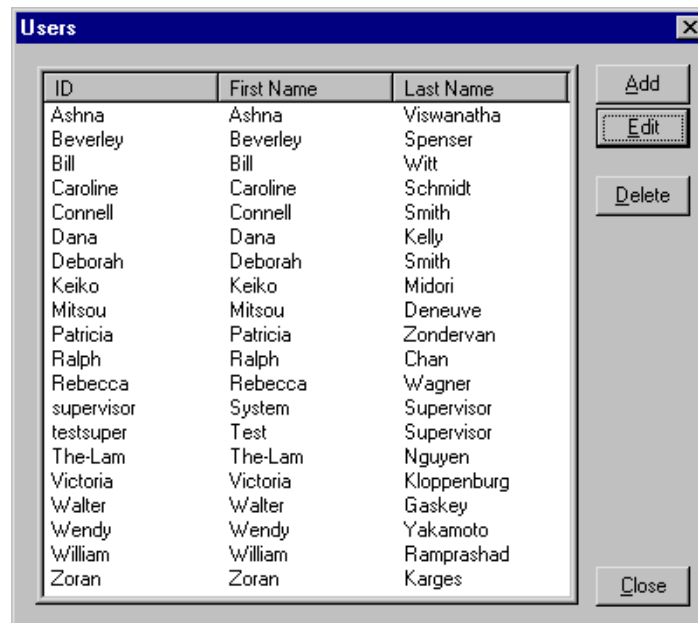 Users
ID First Name Last Name
Ashna Ashna Viswanatha
Beverley Beverley Spenser
Bill Bill Witt
Caroline Caroline Schmidt
Connell Connell Smith
Dana Dana Kelly
Deborah Deborah Smith
Keiko Keiko Midori
Mitsou Mitsou Deneuve
Patricia Patricia Zondervan
Ralph Ralph Chan
Rebecca Rebecca Wagner
supervisor System Supervisor
testsuper Test Supervisor
The-Lam The-Lam Nguyen
Victoria Victoria Kloppenburg
Walter Walter Gaskey
Wendy Wendy Yakamoto
William William Ramprashad
Zoran Zoran Karges
Add
Edit
Delete
Close